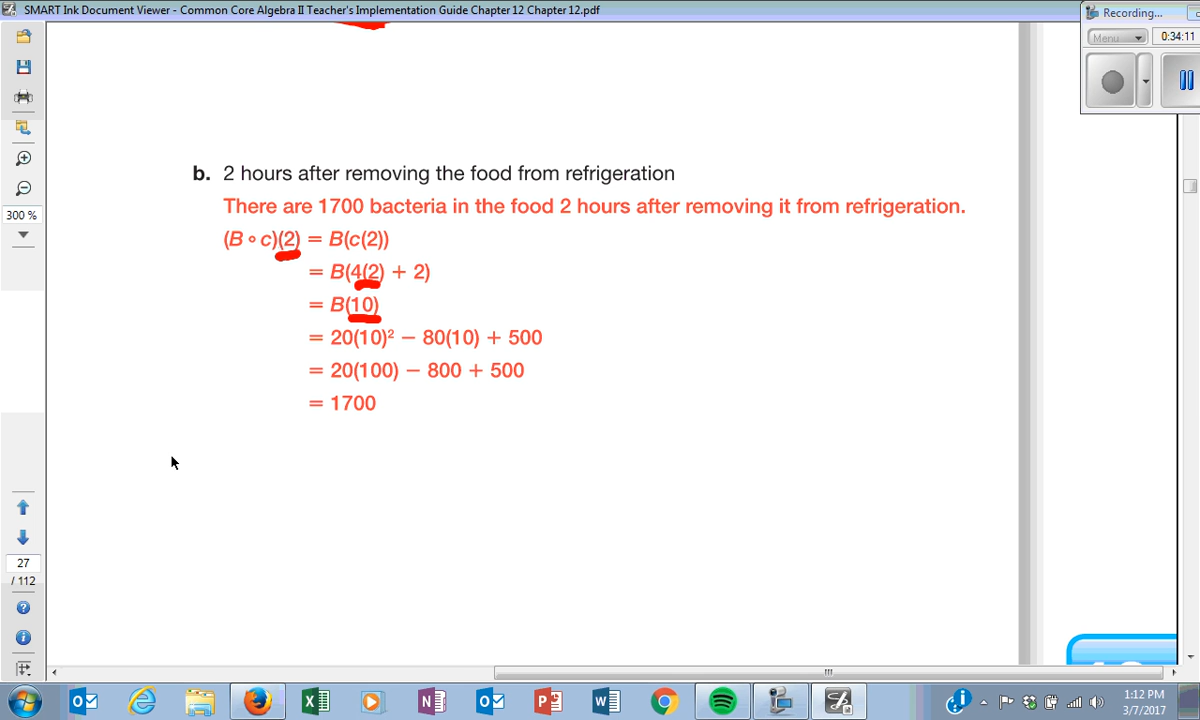 SMART Ink Document Viewer - Common Core Algebra II Teacher's Implementation Guide Chapter 12 Chapter 12.pdf
Recording...
Menu
0:34:11
300 %
b. 2 hours after removing the food from refrigeration
There are 1700 bacteria in the food 2 hours after removing it from refrigeration.
(B ∘ c)(2) = B(c(2))
= B(4(2) + 2)
= B(10)
= 20(10)² − 80(10) + 500
= 20(100) − 800 + 500
= 1700
27
/ 112
1:12 PM
3/7/2017